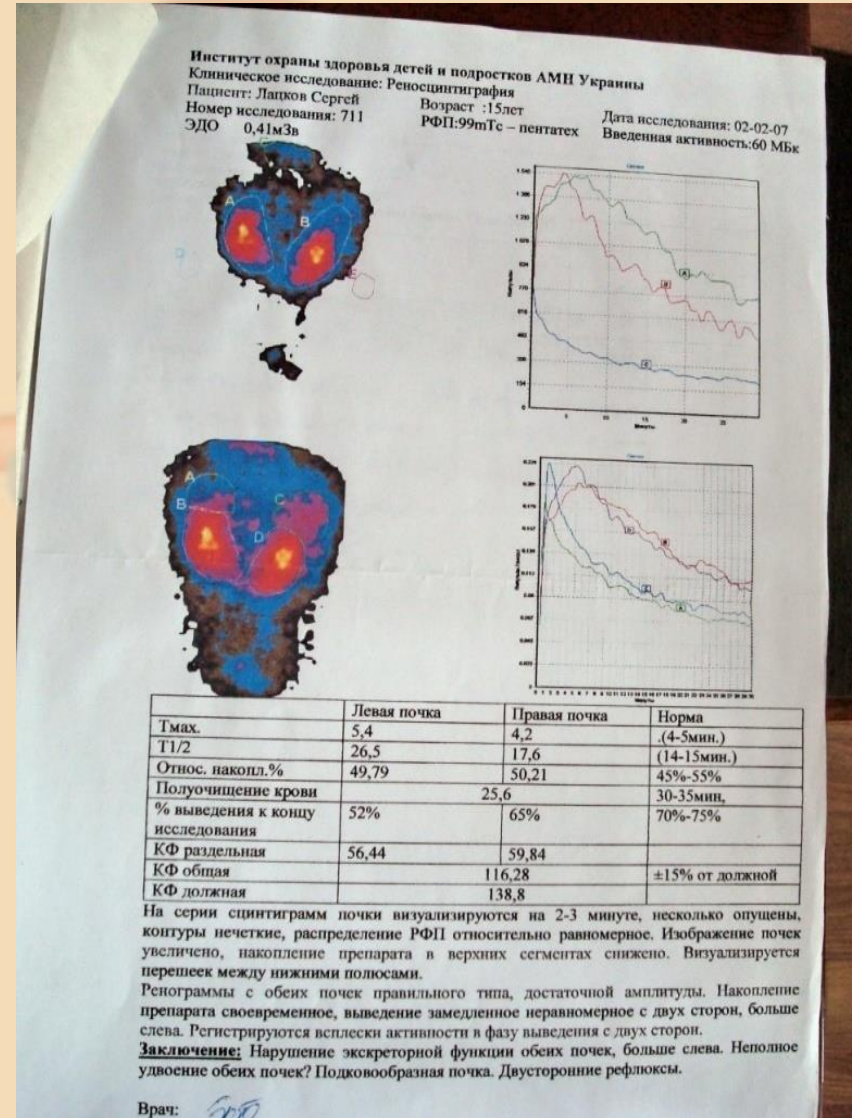 Институт охраны здоровья детей и подростков АМН Украины
Клиническое исследование: Реносцинтиграфия
Пациент: Лацков Сергей Возраст :15лет Дата исследования: 02-02-07
Номер исследования: 711 РФП:99mTc – пентатех Введенная активность:60 МБк
ЭДО 0,41мЗв
A B
D E
A
B
C
Минуты
A
B C
D
D B
C A
Левая почка Правая почка Норма
Тмах. 5,4 4,2 .(4-5мин.)
Т1/2 26,5 17,6 (14-15мин.)
Относ. накопл.% 49,79 50,21 45%-55%
Полуочищение крови 25,6 30-35мин,
% выведения к концу 52% 65% 70%-75%
исследования
КФ раздельная 56,44 59,84
КФ общая 116,28 ±15% от должной
КФ должная 138,8
На серии сцинтиграмм почки визуализируются на 2-3 минуте, несколько опущены,
контуры нечеткие, распределение РФП относительно равномерное. Изображение почек
увеличено, накопление препарата в верхних сегментах снижено. Визуализируется
перешеек между нижними полюсами.
Ренограммы с обеих почек правильного типа, достаточной амплитуды. Накопление
препарата своевременное, выведение замедленное неравномерное с двух сторон, больше
слева. Регистрируются всплески активности в фазу выведения с двух сторон.
Заключение: Нарушение экскреторной функции обеих почек, больше слева. Неполное
удвоение обеих почек? Подковообразная почка. Двусторонние рефлюксы.
Врач: